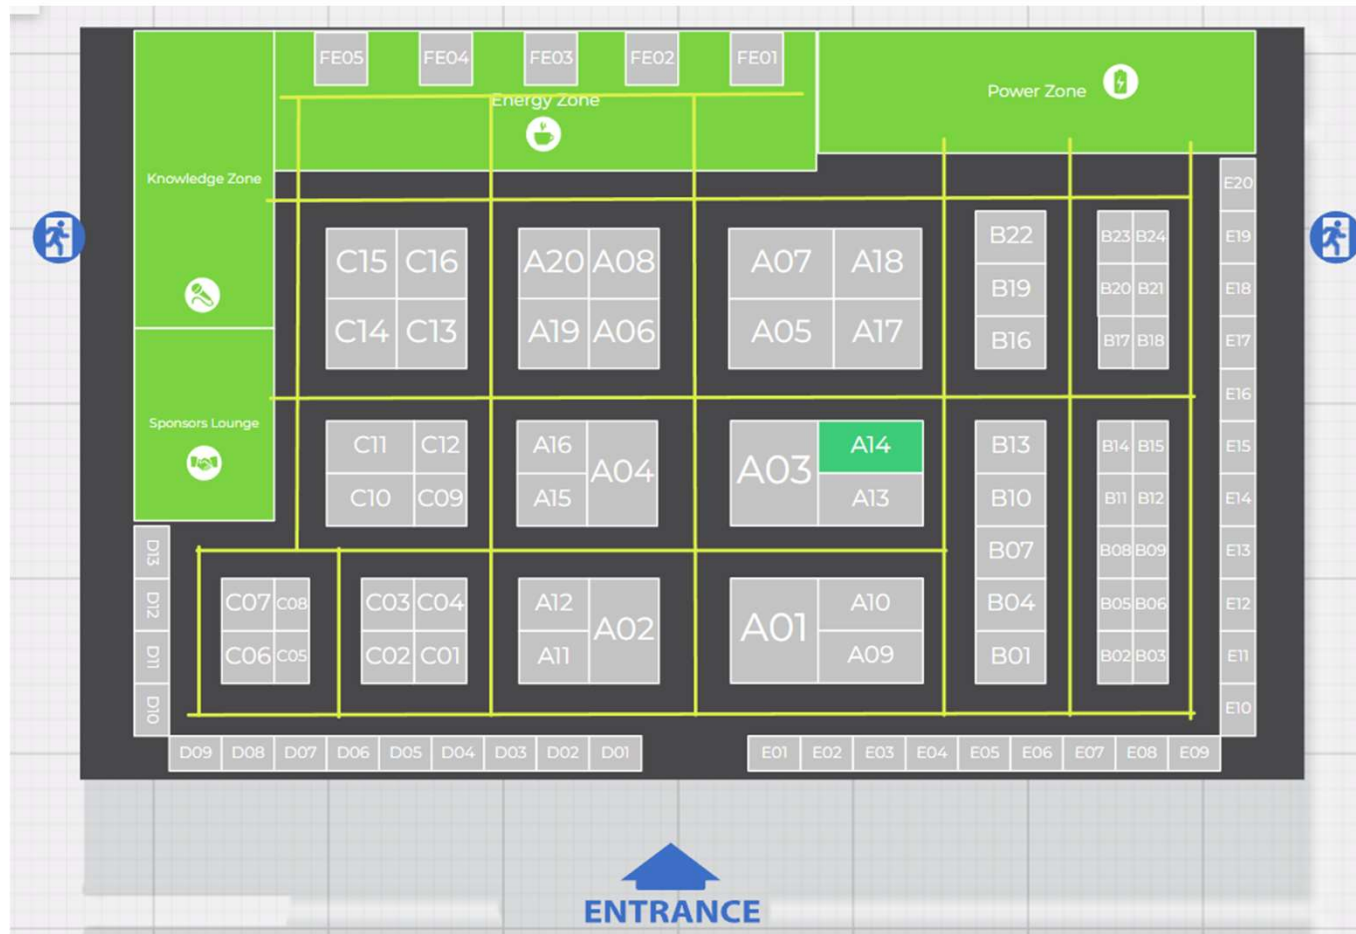 FE05 FE04 FE03 FE02 FE01
Energy Zone
Power Zone
Knowledge Zone
Sponsors Lounge
E20
C15 C16 A20 A08 A07 A18 B22 B23 B24 E19
B19 B20 B21 E18
C14 C13 A19 A06 A05 A17 B16 B17 B18 E17
E16
C11 C12 A16 A04 A03 A14 B13 B14 B15 E15
C10 C09 A15 A13 B10 B11 B12 E14
D13 B07 B08 B09 E13
D12 C07 C08 C03 C04 A12 A02 A01 A10 B04 B05 B06 E12
D11 C06 C05 C02 C01 A11 A09 B01 B02 B03 E11
D10 E10
D09 D08 D07 D06 D05 D04 D03 D02 D01 E01 E02 E03 E04 E05 E06 E07 E08 E09
ENTRANCE